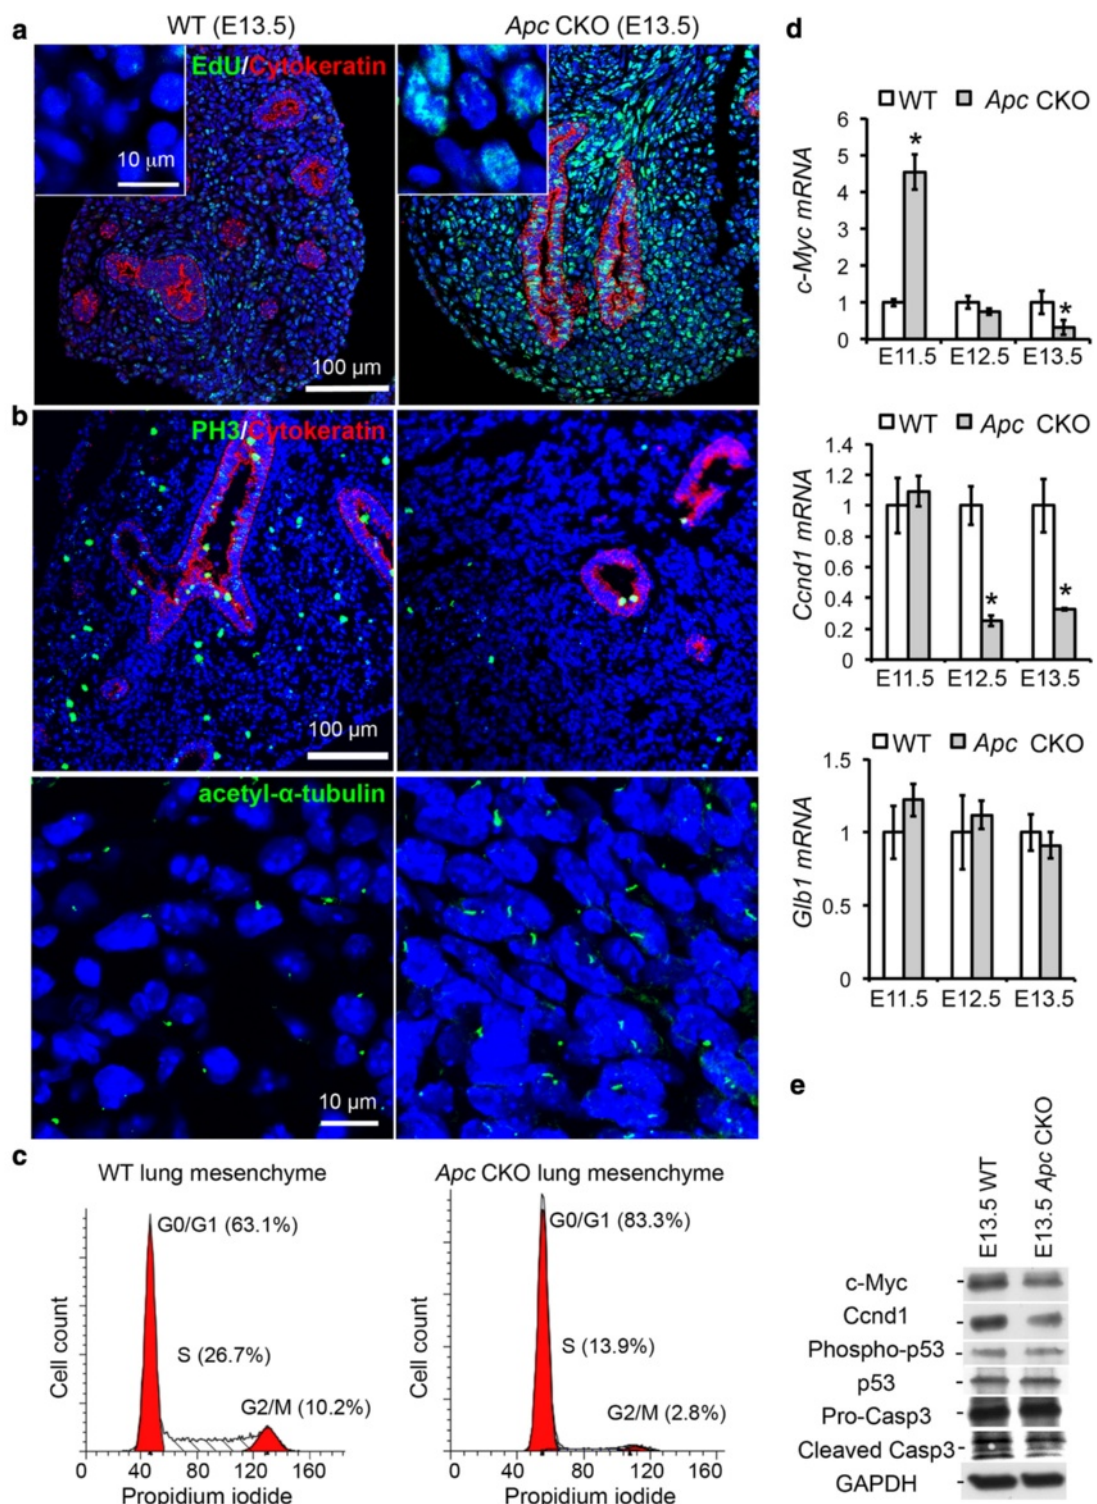 a
WT (E13.5)
Apc CKO (E13.5)
EdU/Cytokeratin
10 μm
100 μm
b
PH3/Cytokeratin
100 μm
acetyl-α-tubulin
10 μm
c
WT lung mesenchyme
G0/G1 (63.1%)
S (26.7%)
G2/M (10.2%)
Cell count
0 40 80 120 160
Propidium iodide
Apc CKO lung mesenchyme
G0/G1 (83.3%)
S (13.9%)
G2/M (2.8%)
Cell count
0 40 80 120 160
Propidium iodide
d
WT Apc CKO
c-Myc mRNA
6
5
4
3
2
1
0
*
*
E11.5 E12.5 E13.5
WT Apc CKO
Ccnd1 mRNA
1.4
1.2
1
0.8
0.6
0.4
0.2
0
*
*
E11.5 E12.5 E13.5
WT Apc CKO
Glb1 mRNA
1.5
1
0.5
0
E11.5 E12.5 E13.5
e
E13.5 WT
E13.5 Apc CKO
c-Myc
Ccnd1
Phospho-p53
p53
Pro-Casp3
Cleaved Casp3
GAPDH